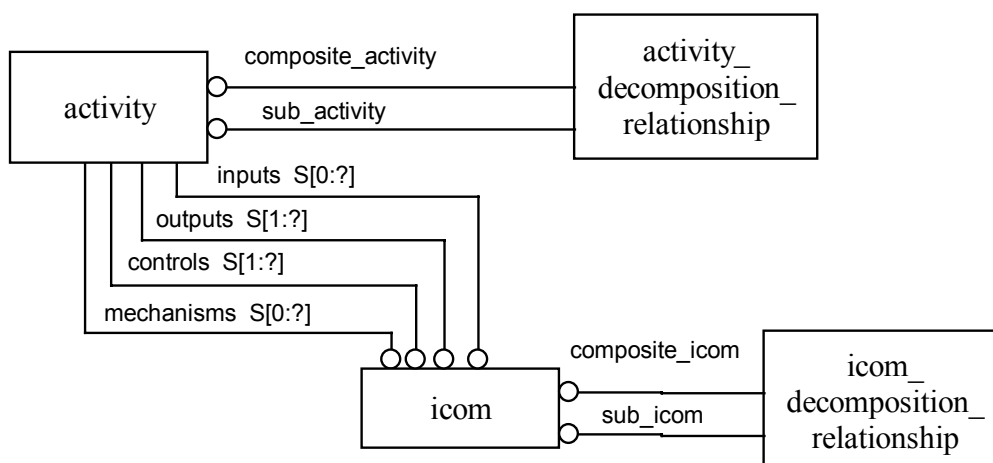 composite_activity
activity_
decomposition_
relationship
activity
sub_activity
inputs S[0:?]
outputs S[1:?]
controls S[1:?]
mechanisms S[0:?]
composite_icom
icom_
decomposition_
relationship
icom
sub_icom